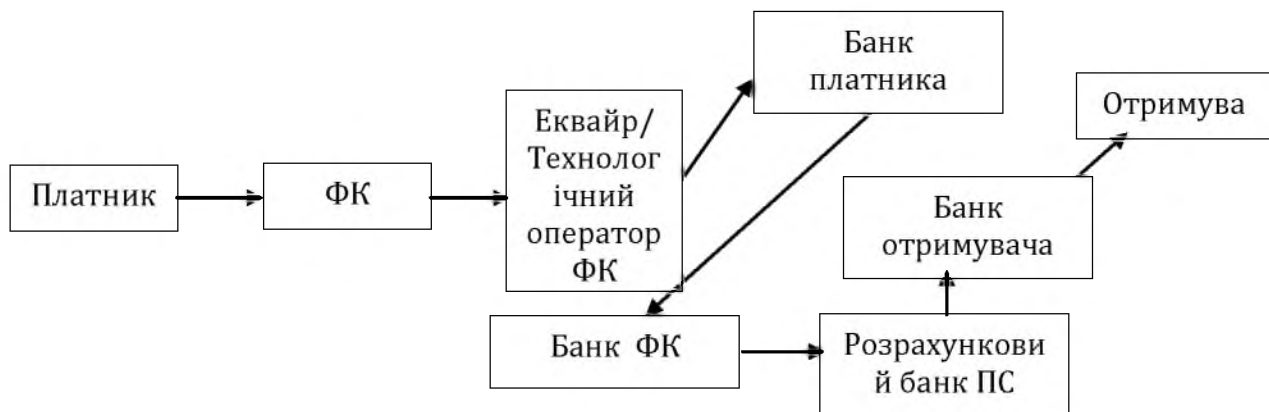 Платник
ФК
Еквайр/
Технолог
ічний
оператор
ФК
Банк
платника
Банк ФК
Розрахункови
й банк ПС
Банк
отримувача
Отримува